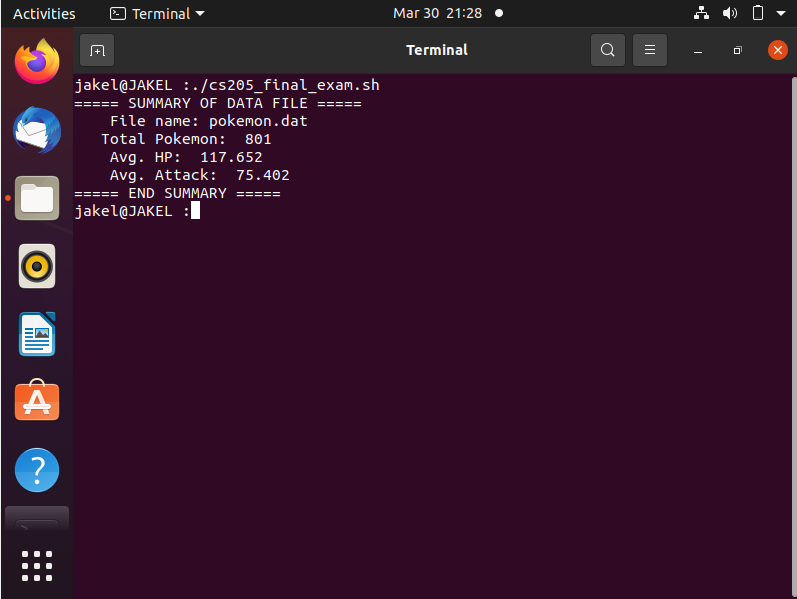 Activities Terminal Mar 30 21:28
Terminal
jakel@JAKEL :./cs205_final_exam.sh
===== SUMMARY OF DATA FILE =====
File name: pokemon.dat
Total Pokemon: 801
Avg. HP: 117.652
Avg. Attack: 75.402
===== END SUMMARY =====
jakel@JAKEL :